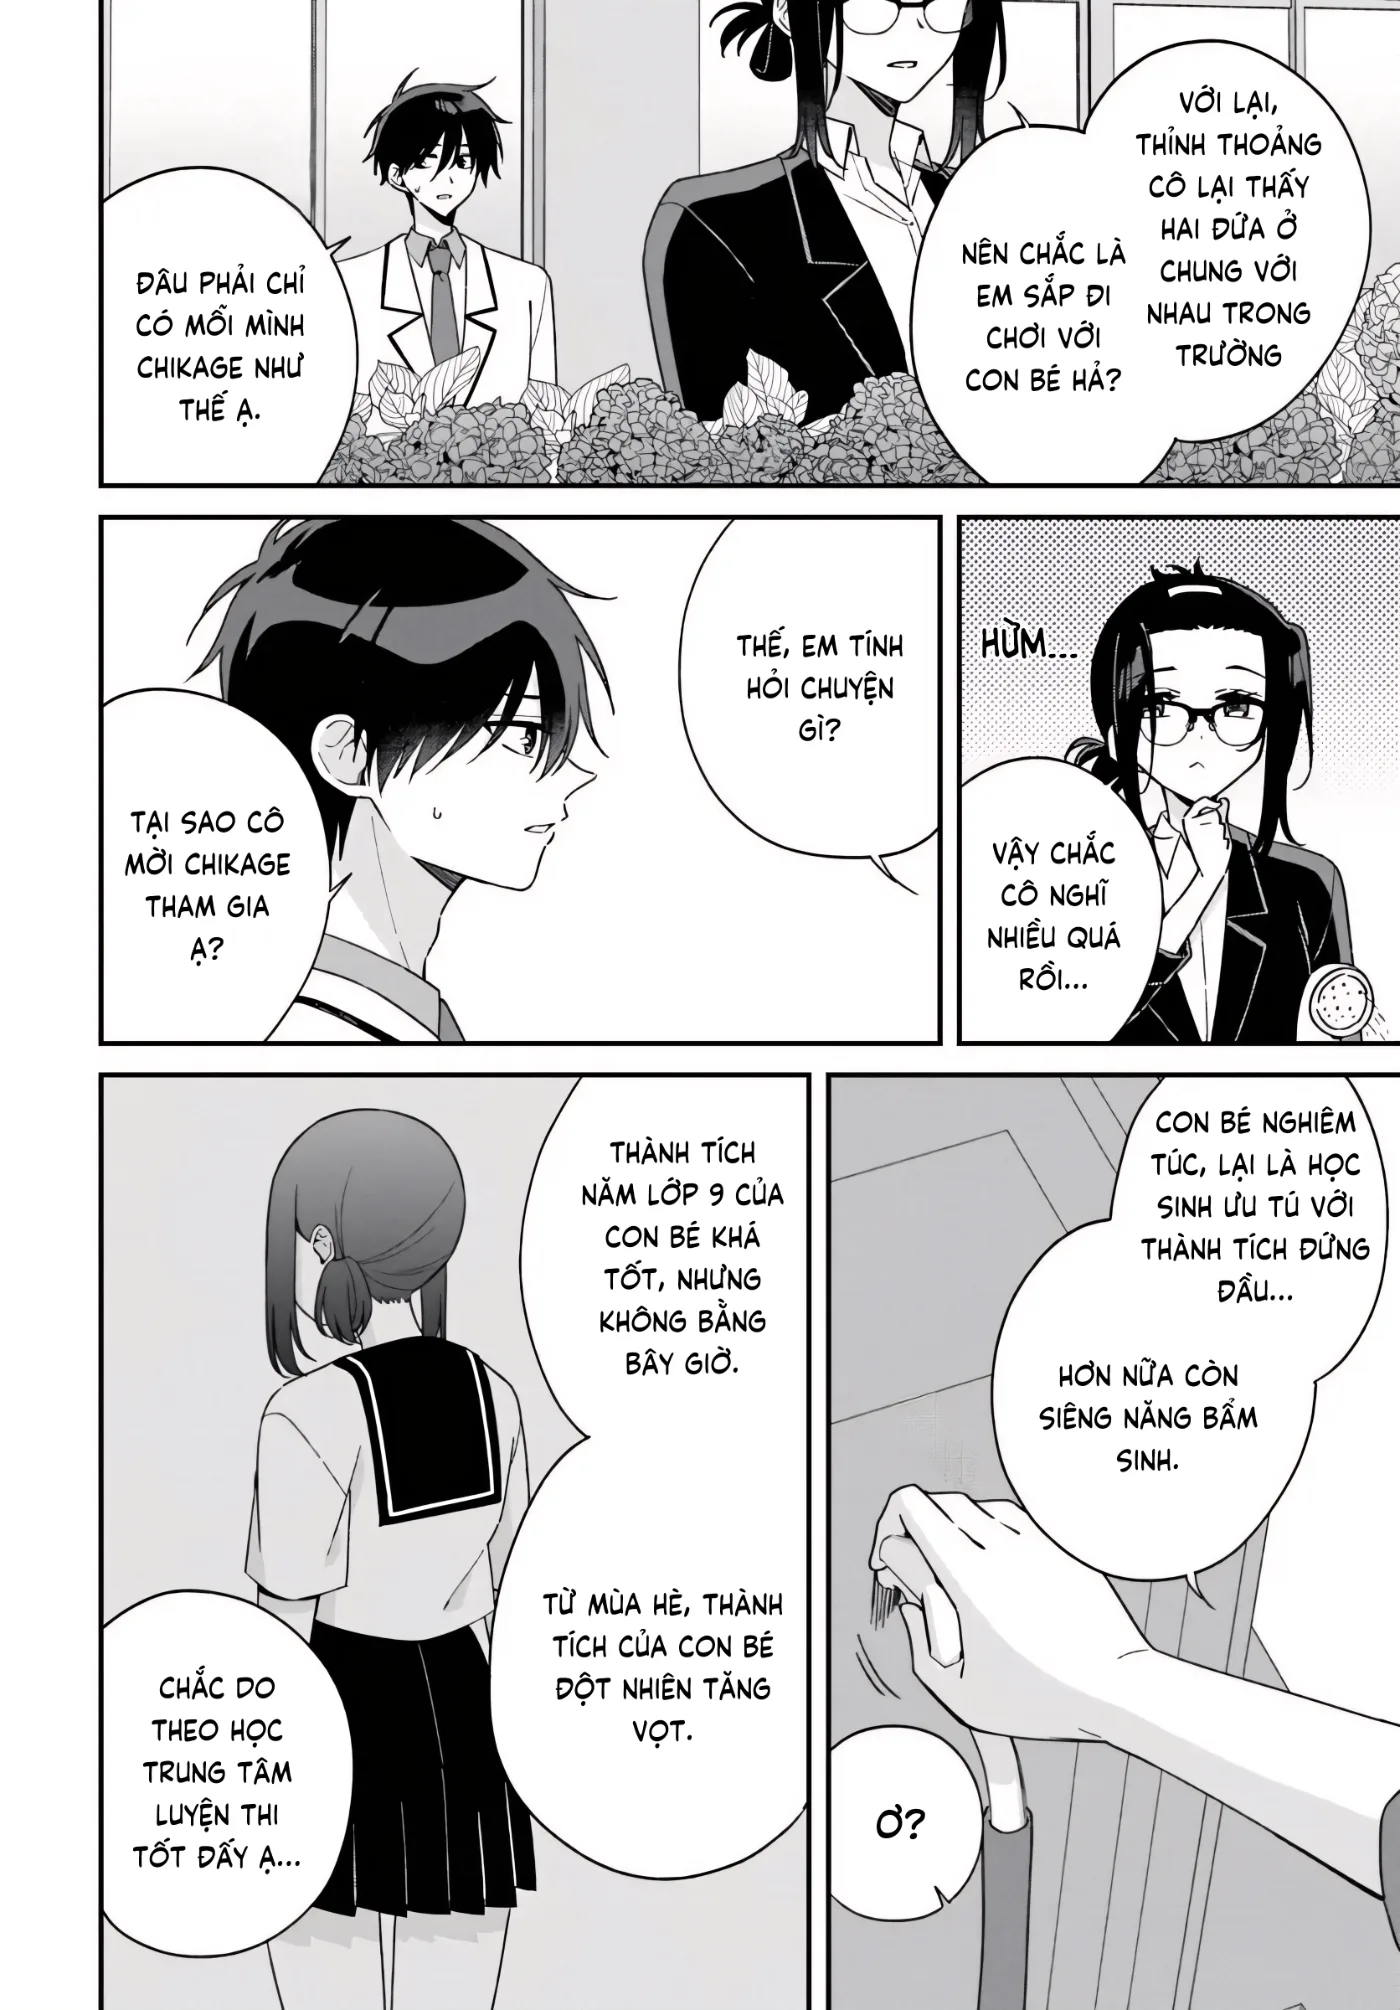 VỚI LẠI,
THỈNH THOẢNG
CÔ LẠI THẤY
HAI ĐỨA Ở
CHUNG VỚI
NHAU TRONG
TRƯỜNG
NÊN CHẮC LÀ
EM SẮP ĐI
CHƠI VỚI
CON BÉ HẢ?
ĐÂU PHẢI CHỈ
CÓ MỖI MÌNH
CHIKAGE NHƯ
THẾ Ạ.
HỪM...
VẬY CHẮC
CÔ NGHĨ
NHIỀU QUÁ
RỒI...
THẾ, EM TÍNH
HỎI CHUYỆN
GÌ?
TẠI SAO CÔ
MỜI CHIKAGE
THAM GIA
Ạ?
CON BÉ NGHIÊM
TÚC, LẠI LÀ HỌC
SINH ƯU TÚ VỚI
THÀNH TÍCH ĐỨNG
ĐẦU...
HƠN NỮA CÒN
SIÊNG NĂNG BẨM
SINH.
Ơ?
THÀNH TÍCH
NĂM LỚP 9 CỦA
CON BÉ KHÁ
TỐT, NHƯNG
KHÔNG BẰNG
BÂY GIỜ.
TỪ MÙA HÈ, THÀNH
TÍCH CỦA CON BÉ
ĐỘT NHIÊN TĂNG
VỌT.
CHẮC DO
THEO HỌC
TRUNG TÂM
LUYỆN THI
TỐT ĐẤY Ạ...